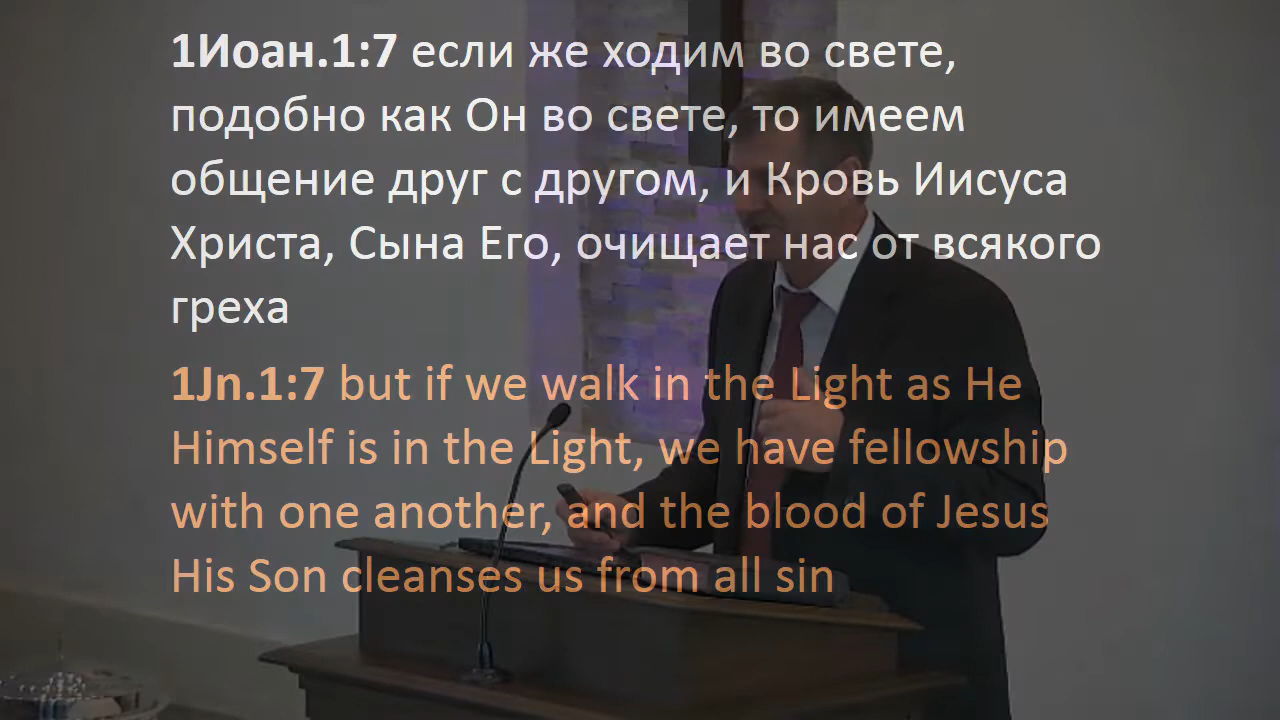 1Иоан.1:7 если же ходим во свете,
подобно как Он во свете, то имеем
общение друг с другом, и Кровь Иисуса
Христа, Сына Его, очищает нас от всякого
греха
1Jn.1:7 but if we walk in the Light as He
Himself is in the Light, we have fellowship
with one another, and the blood of Jesus
His Son cleanses us from all sin